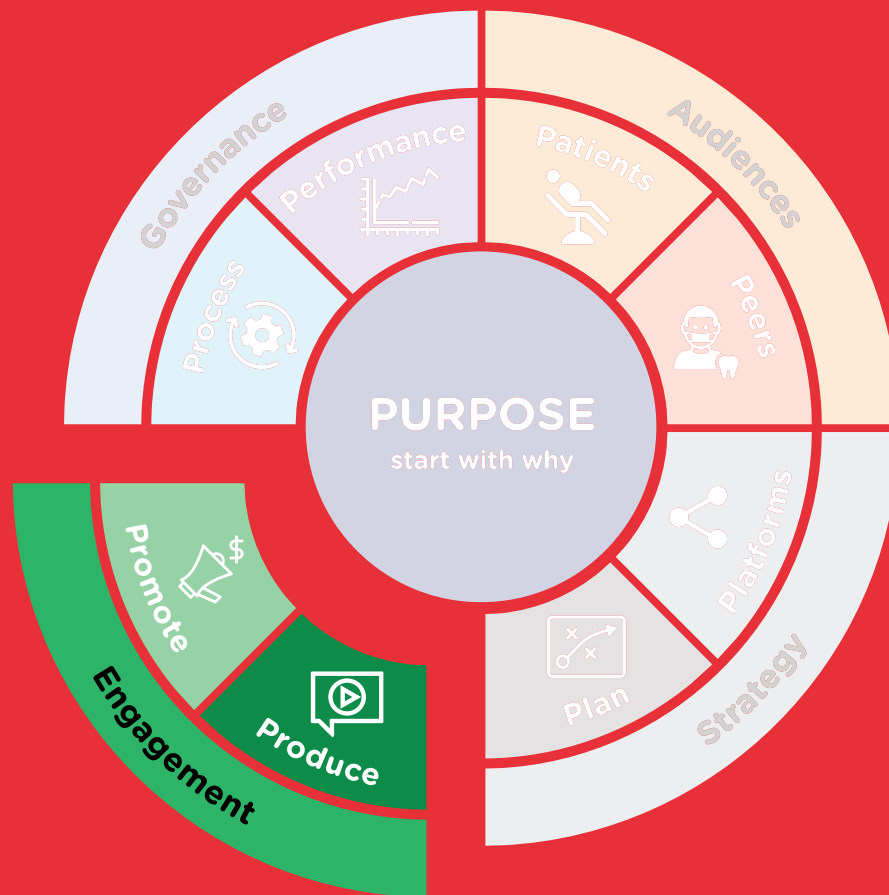 Governance
Audiences
Performance
Patients
Process
Peers
PURPOSE
start with why
Promote
$
Platforms
Produce
Plan
Engagement
Strategy